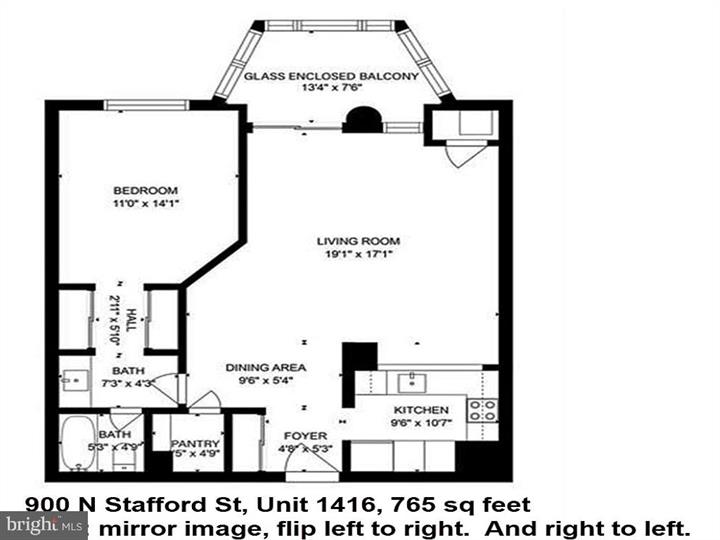 GLASS ENCLOSED BALCONY
13'4" x 7'6"
BEDROOM
11'0" x 14'1"
LIVING ROOM
19'1" x 17'1"
HALL
2'11" x 5'10"
BATH
7'3" x 4'3"
DINING AREA
9'6" x 5'4"
KITCHEN
9'6" x 10'7"
BATH
5'3" x 4'9"
PANTRY
'5" x 4'9"
FOYER
4'8" x 5'3"
900 N Stafford St, Unit 1416, 765 sq feet
: mirror image, flip left to right. And right to left.
bright MLS